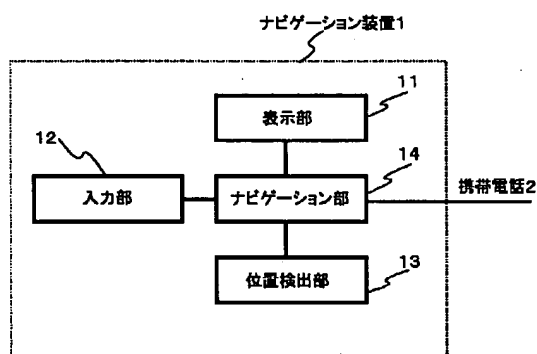 ナビゲーション装置1
11
表示部
12
14
入力部
ナビゲーション部
携帯電話2
位置検出部
13